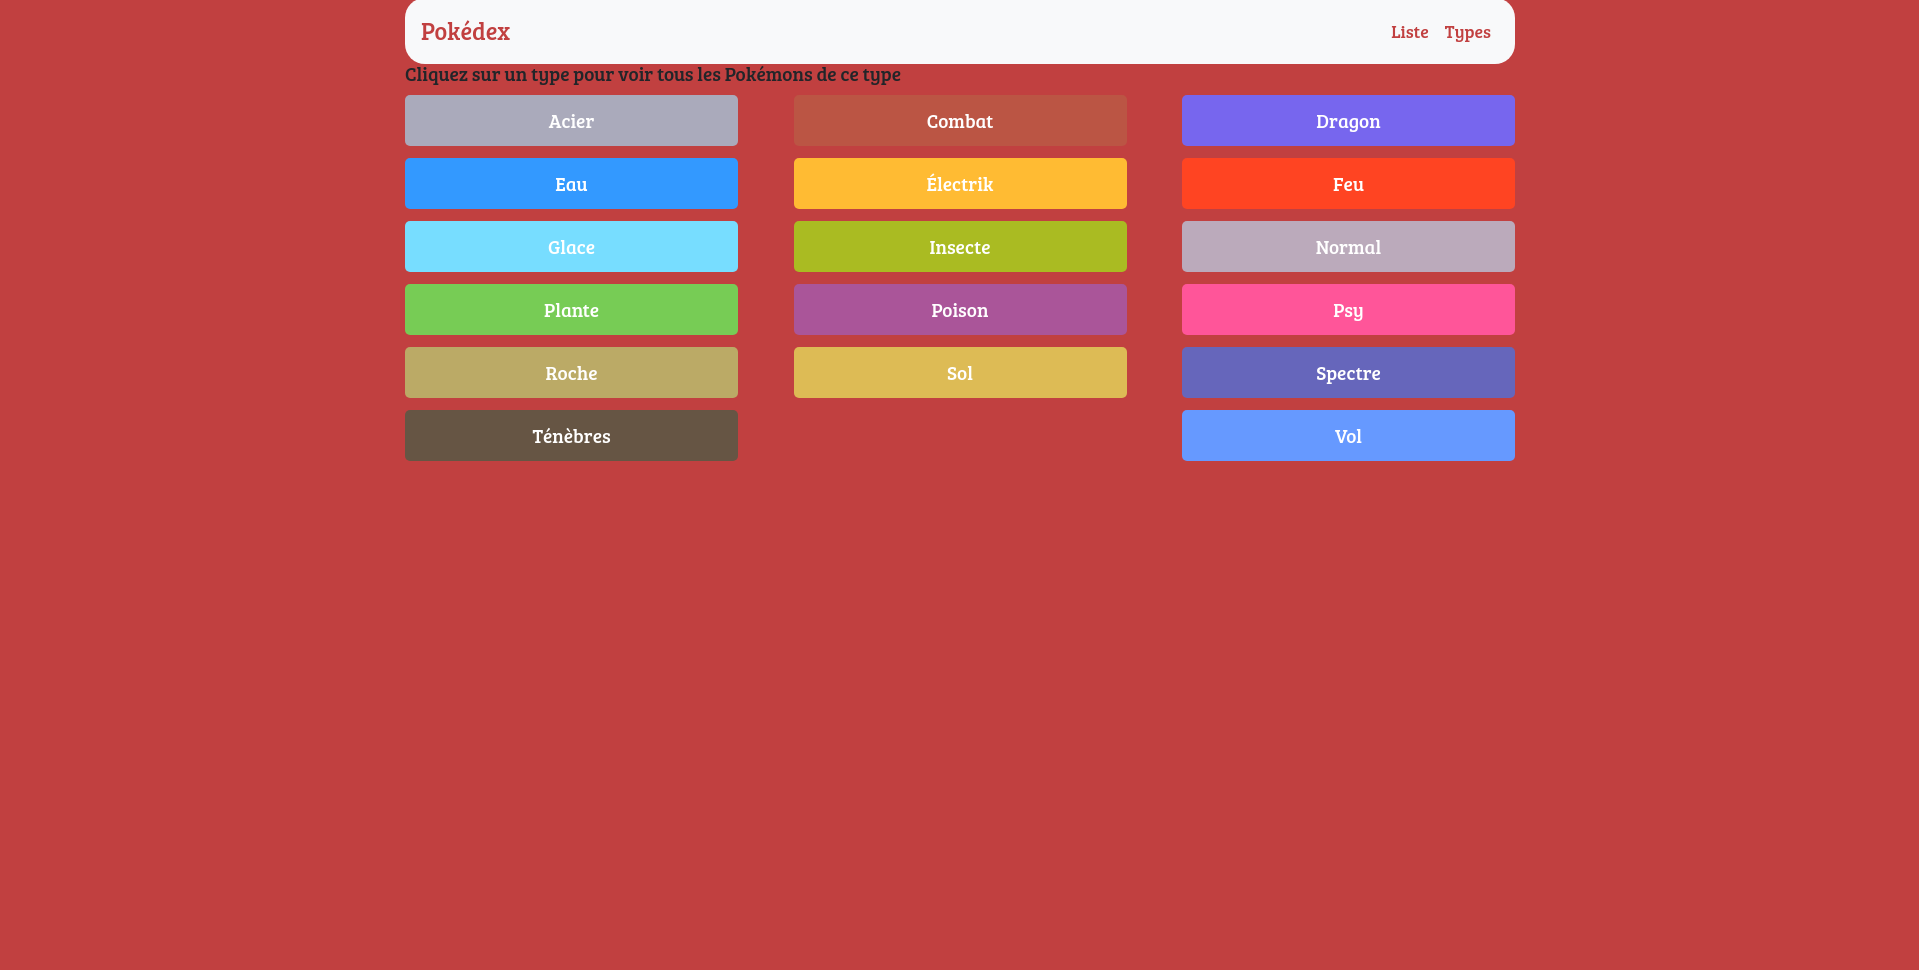 Pokédex
Liste Types
Cliquez sur un type pour voir tous les Pokémons de ce type
Acier Combat Dragon
Eau Électrik Feu
Glace Insecte Normal
Plante Poison Psy
Roche Sol Spectre
Ténèbres Vol